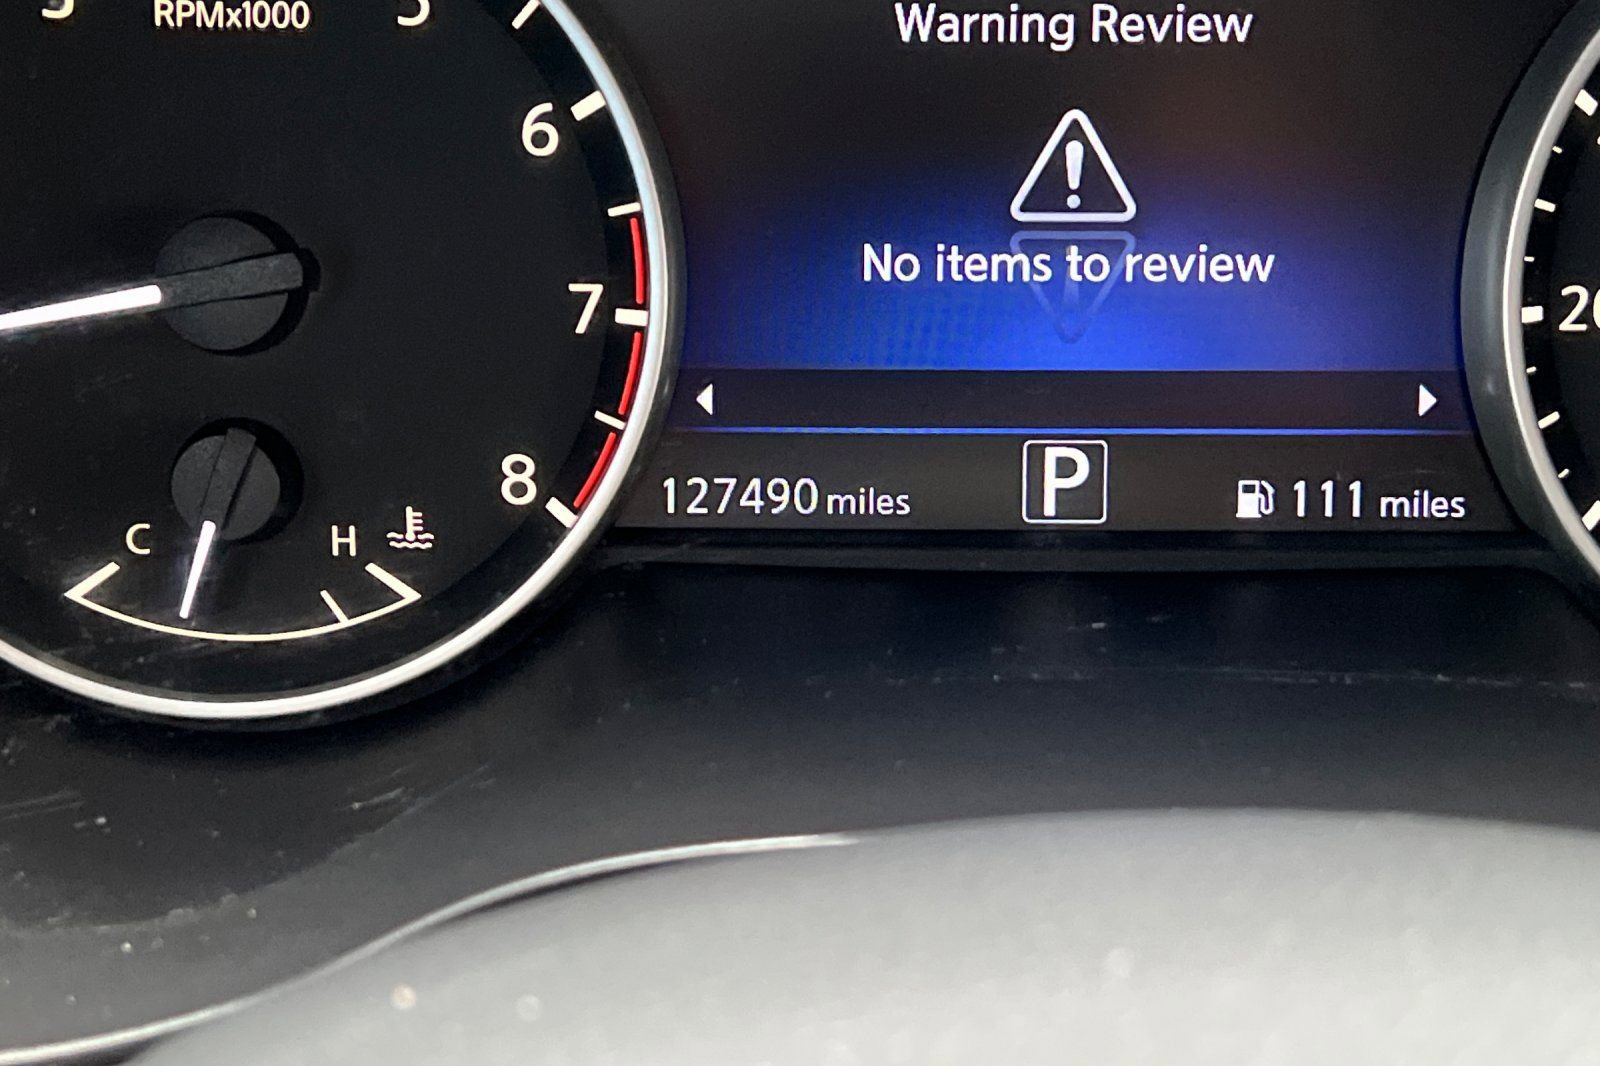 RPMx1000
5
6
7
8
C
H
Warning Review
No items to review
127490 miles
P
111 miles